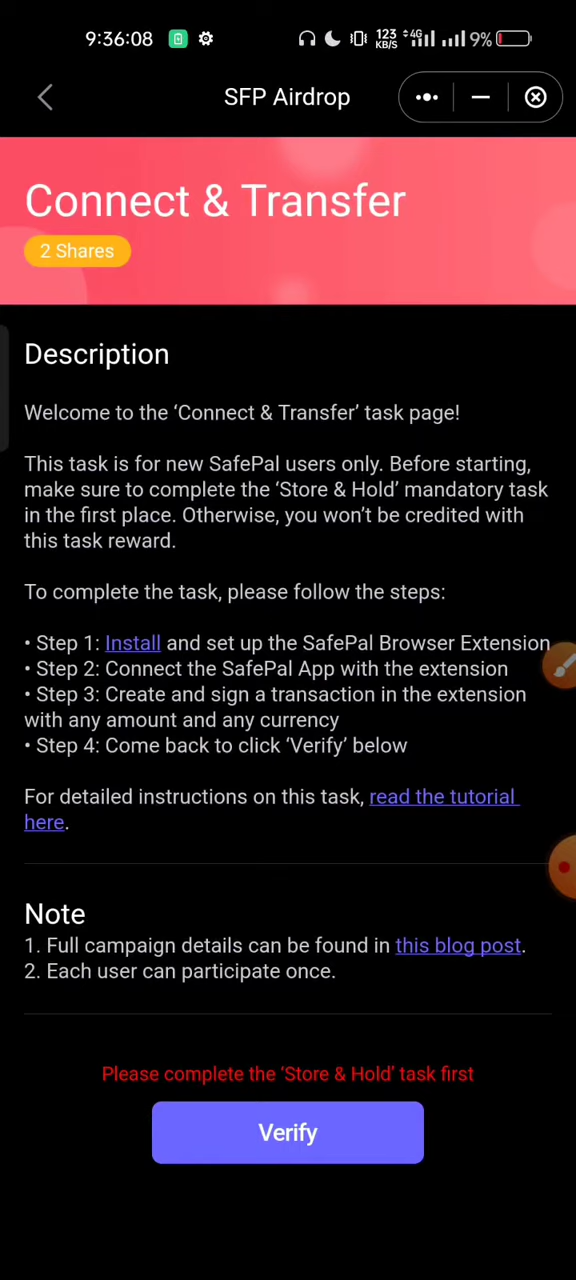 9:36:08 123 KB/S 4G 9%
SFP Airdrop
Connect & Transfer
2 Shares
Description
Welcome to the ‘Connect & Transfer’ task page!
This task is for new SafePal users only. Before starting,
make sure to complete the ‘Store & Hold’ mandatory task
in the first place. Otherwise, you won’t be credited with
this task reward.
To complete the task, please follow the steps:
• Step 1: Install and set up the SafePal Browser Extension
• Step 2: Connect the SafePal App with the extension
• Step 3: Create and sign a transaction in the extension
with any amount and any currency
• Step 4: Come back to click ‘Verify’ below
For detailed instructions on this task, read the tutorial
here.
Note
1. Full campaign details can be found in this blog post.
2. Each user can participate once.
Please complete the ‘Store & Hold’ task first
Verify